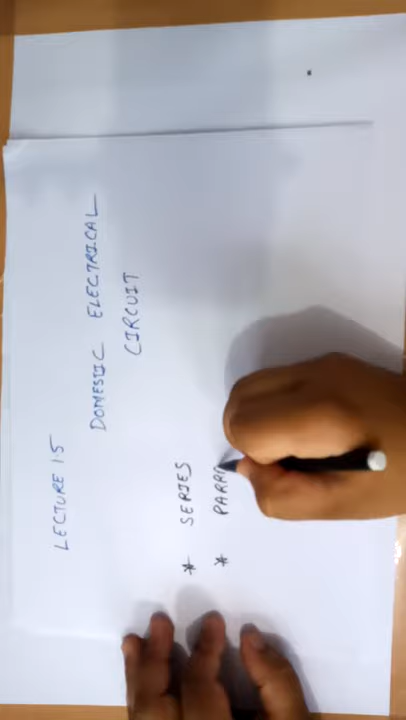 LECTURE 15
DOMESTIC ELECTRICAL
CIRCUIT
* SERIES
* PARA